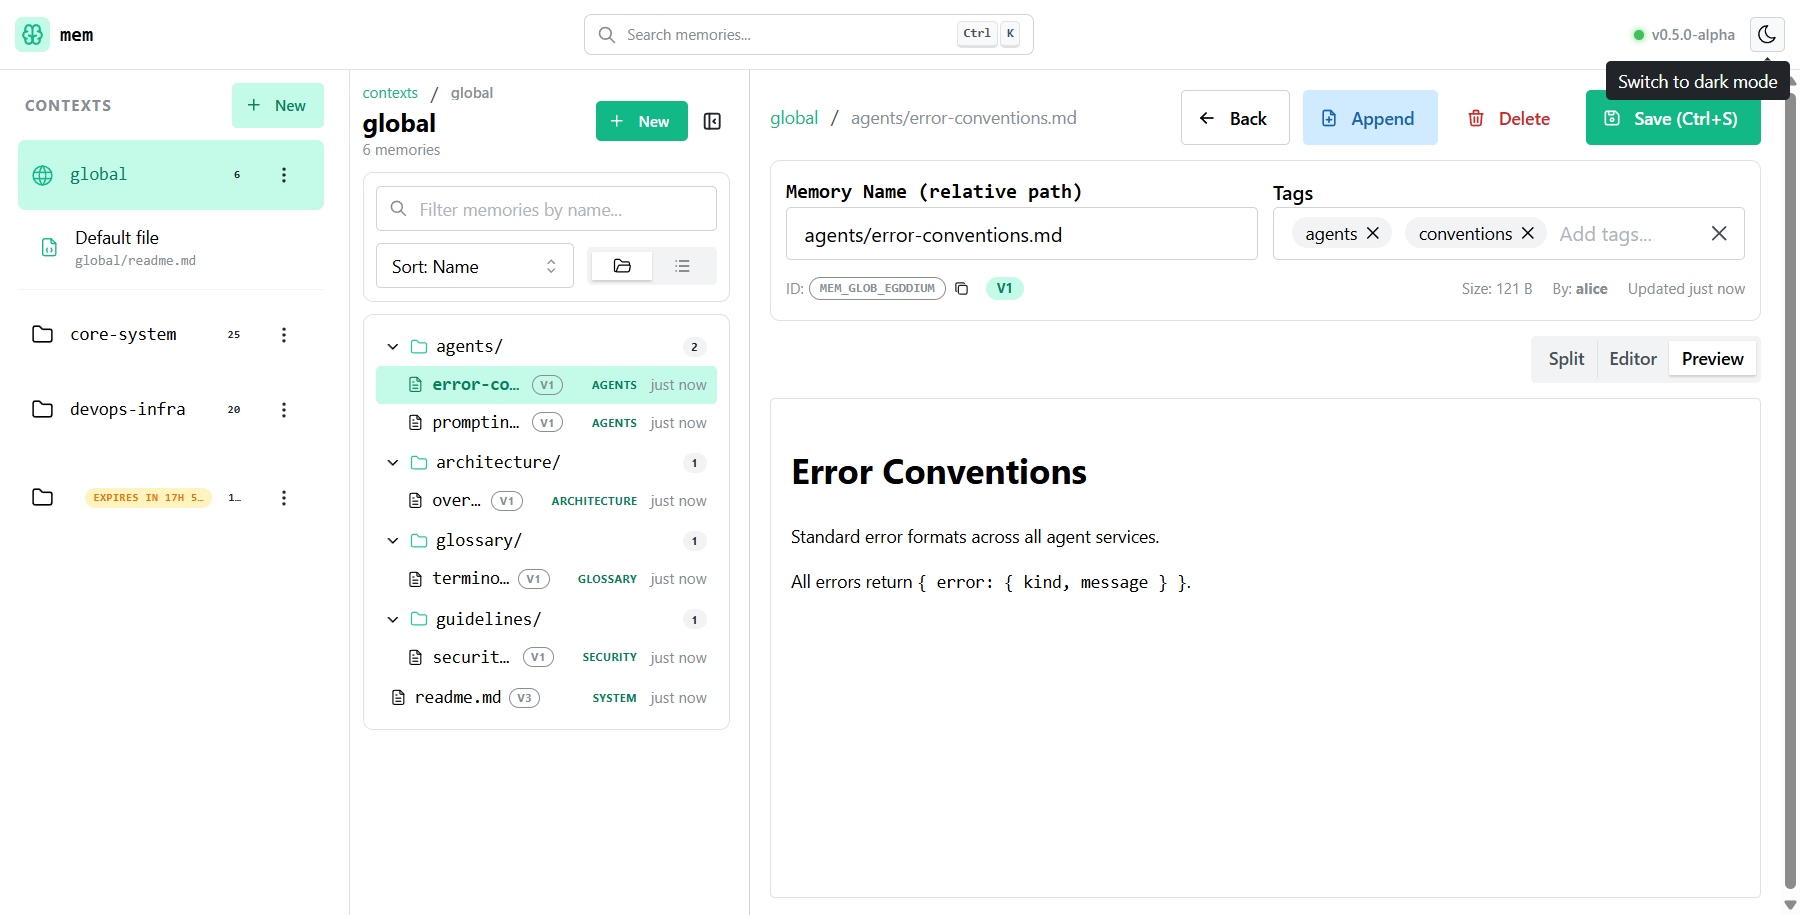 mem
Search memories...
Ctrl K
v0.5.0-alpha
Switch to dark mode
CONTEXTS
New
global 6
Default file
global/readme.md
core-system 25
devops-infra 20
EXPIRES IN 17H 5… 1…
contexts / global
global
6 memories
New
Filter memories by name...
Sort: Name
agents/ 2
error-co… V1 AGENTS just now
promptin… V1 AGENTS just now
architecture/ 1
over… V1 ARCHITECTURE just now
glossary/ 1
termino… V1 GLOSSARY just now
guidelines/ 1
securit… V1 SECURITY just now
readme.md V3 SYSTEM just now
global / agents/error-conventions.md
Back
Append
Delete
Save (Ctrl+S)
Memory Name (relative path)
agents/error-conventions.md
Tags
agents conventions Add tags...
ID: MEM_GLOB_EGDDIUM V1
Size: 121 B By: alice Updated just now
Split Editor Preview
Error Conventions
Standard error formats across all agent services.
All errors return { error: { kind, message } }.